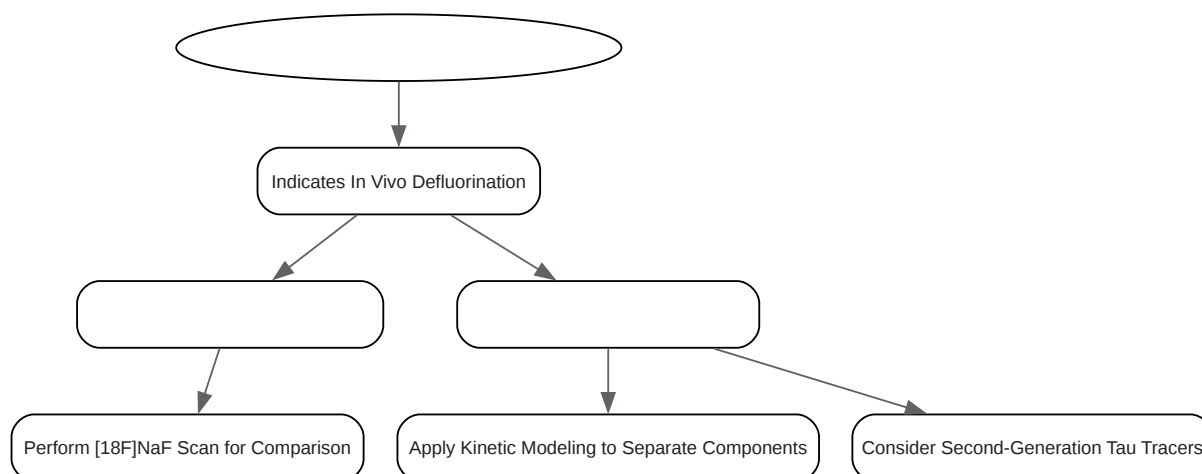 Indicates In Vivo Defluorination
Perform [18F]NaF Scan for Comparison
Apply Kinetic Modeling to Separate Components
Consider Second-Generation Tau Tracers